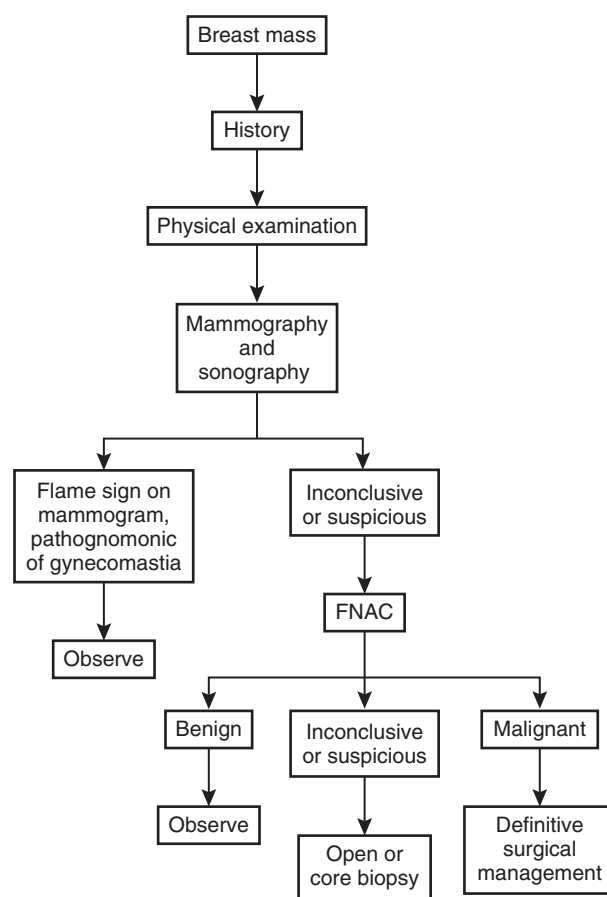 Breast mass
History
Physical examination
Mammography
and
sonography
Flame sign on
mammogram,
pathognomonic
of gynecomastia
Inconclusive
or suspicious
Observe
FNAC
Benign
Inconclusive
or suspicious
Malignant
Observe
Open or
core biopsy
Definitive
surgical
management